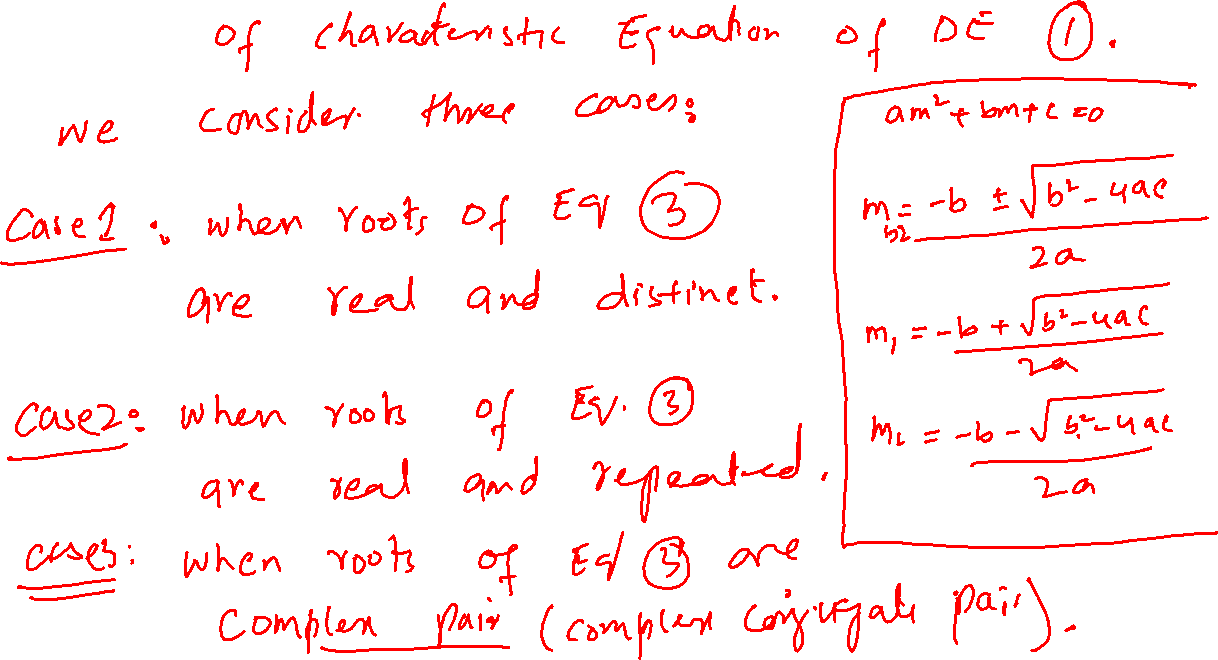 of characteristic Equation of DE ①.
we consider three cases:
Case 1: when roots of Eq ③
are real and distinct.
Case 2: when roots of Eq. ③
are real and repeated.
case 3: when roots of Eq ③ are
complex pair (complex conjugate pair).
am² + bm + c = 0
m₁,₂ = -b ± √(b² - 4ac) / 2a
m₁ = -b + √(b² - 4ac) / 2a
m₂ = -b - √(b² - 4ac) / 2a